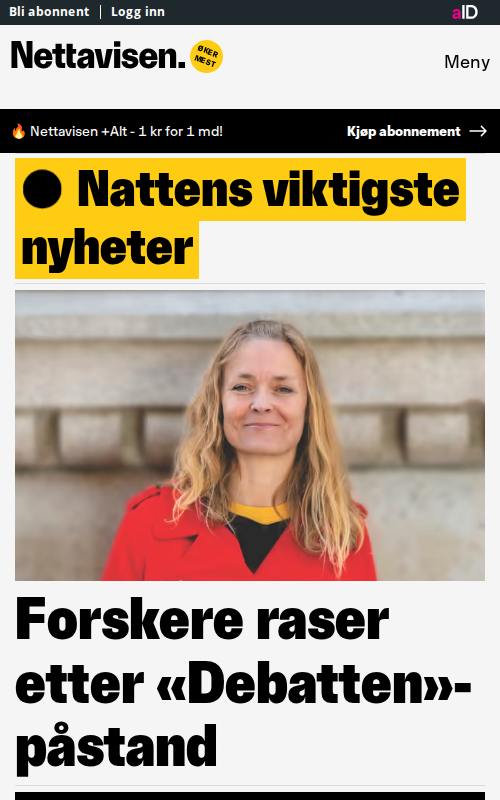 Bli abonnent | Logg inn
aID
Nettavisen.
ØKER
MEST
Meny
🔥 Nettavisen +Alt - 1 kr for 1 md!
Kjøp abonnement →
Nattens viktigste
nyheter
Forskere raser
etter «Debatten»-
påstand